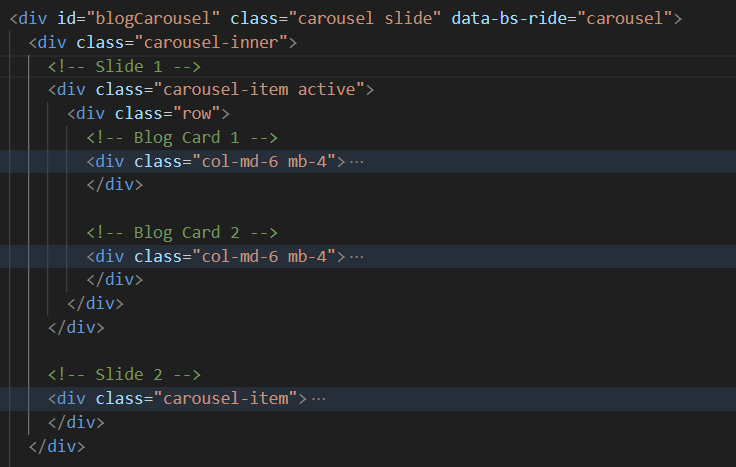 <div id="blogCarousel" class="carousel slide" data-bs-ride="carousel">
<div class="carousel-inner">
<!-- Slide 1 -->
<div class="carousel-item active">
<div class="row">
<!-- Blog Card 1 -->
<div class="col-md-6 mb-4">···
</div>
<!-- Blog Card 2 -->
<div class="col-md-6 mb-4">···
</div>
</div>
</div>
<!-- Slide 2 -->
<div class="carousel-item">···
</div>
</div>